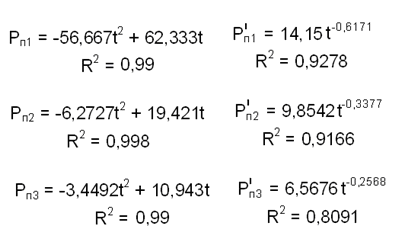 Pп1 = -56,667t² + 62,333t
R² = 0,99
P'п1 = 14,15t⁻⁰,⁶¹⁷¹
R² = 0,9278
Pп2 = -6,2727t² + 19,421t
R² = 0,998
P'п2 = 9,8542t⁻⁰,³³⁷⁷
R² = 0,9166
Pп3 = -3,4492t² + 10,943t
R² = 0,99
P'п3 = 6,5676t⁻⁰,²⁵⁶⁸
R² = 0,8091